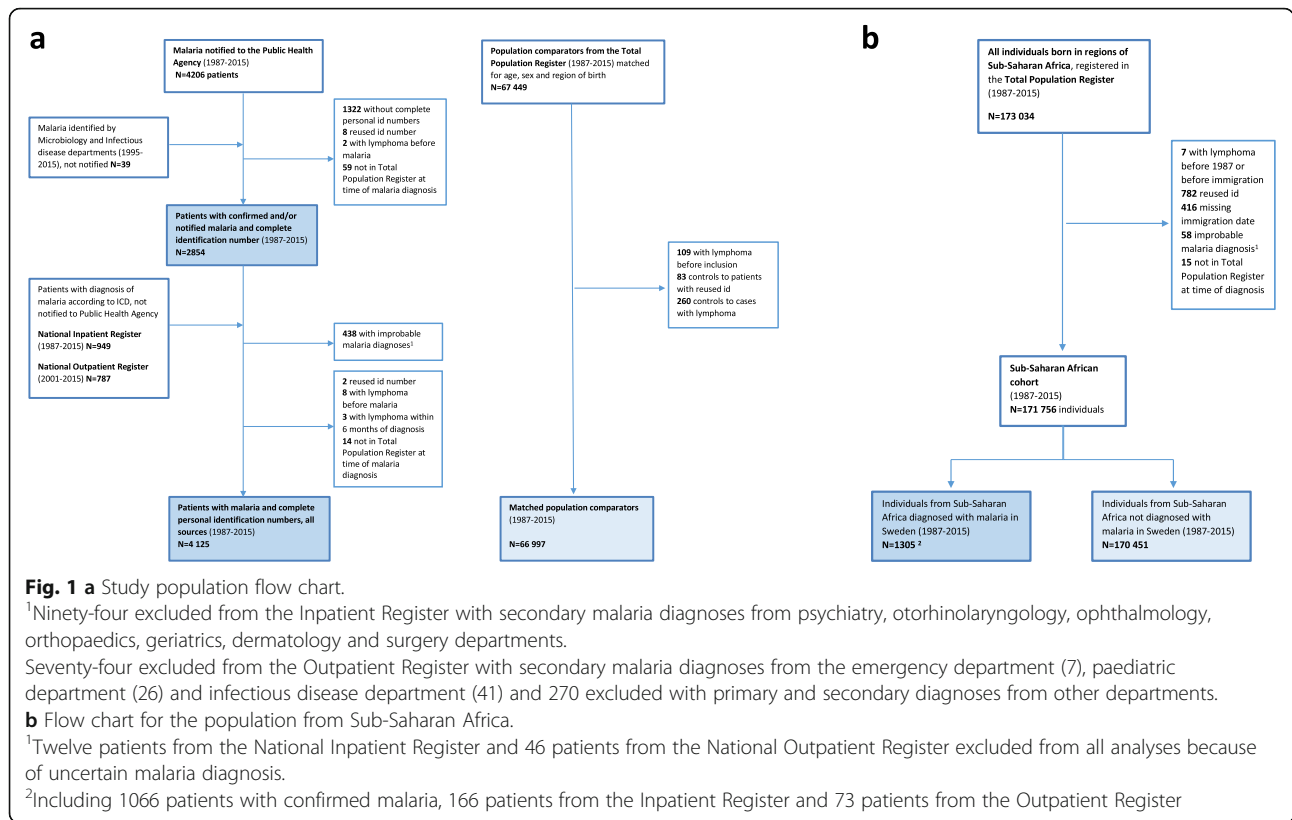 a
Malaria notified to the Public Health
Agency (1987-2015)
N=4206 patients
Malaria identified by
Microbiology and Infectious
disease departments (1995-
2015), not notified N=39
1322 without complete
personal id numbers
8 reused id number
2 with lymphoma before
malaria
59 not in Total
Population Register at
time of malaria diagnosis
Patients with confirmed and/or
notified malaria and complete
identification number (1987-2015)
N=2854
Patients with diagnosis of
malaria according to ICD, not
notified to Public Health Agency
National Inpatient Register
(1987-2015) N=949
National Outpatient Register
(2001-2015) N=787
438 with improbable
malaria diagnoses¹
2 reused id number
8 with lymphoma
before malaria
3 with lymphoma within
6 months of diagnosis
14 not in Total
Population Register at
time of malaria
diagnosis
Patients with malaria and complete
personal identification numbers, all
sources (1987-2015)
N=4 125
Population comparators from the Total
Population Register (1987-2015) matched
for age, sex and region of birth
N=67 449
109 with lymphoma
before inclusion
83 controls to patients
with reused id
260 controls to cases
with lymphoma
Matched population comparators
(1987-2015)
N=66 997
b
All individuals born in regions of
Sub-Saharan Africa, registered
in the Total Population Register
(1987-2015)
N=173 034
7 with lymphoma
before 1987 or
before immigration
782 reused id
416 missing
immigration date
58 improbable
malaria diagnosis¹
15 not in Total
Population Register
at time of diagnosis
Sub-Saharan African
cohort
(1987-2015)
N=171 756 individuals
Individuals from Sub-Saharan
Africa diagnosed with malaria in
Sweden (1987-2015)
N=1305 ²
Individuals from Sub-Saharan
Africa not diagnosed with
malaria in Sweden (1987-2015)
N=170 451
Fig. 1 a Study population flow chart.
¹Ninety-four excluded from the Inpatient Register with secondary malaria diagnoses from psychiatry, otorhinolaryngology, ophthalmology,
orthopaedics, geriatrics, dermatology and surgery departments.
Seventy-four excluded from the Outpatient Register with secondary malaria diagnoses from the emergency department (7), paediatric
department (26) and infectious disease department (41) and 270 excluded with primary and secondary diagnoses from other departments.
b Flow chart for the population from Sub-Saharan Africa.
¹Twelve patients from the National Inpatient Register and 46 patients from the National Outpatient Register excluded from all analyses because
of uncertain malaria diagnosis.
²Including 1066 patients with confirmed malaria, 166 patients from the Inpatient Register and 73 patients from the Outpatient Register